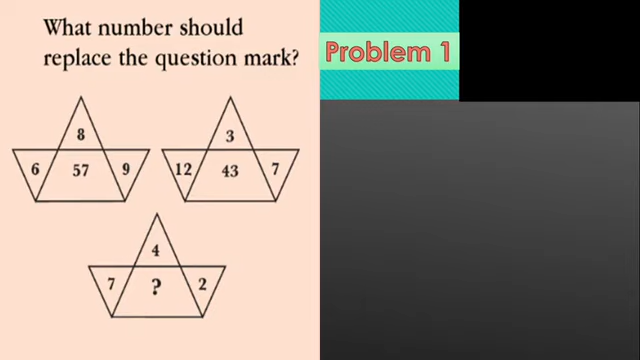 What number should
replace the question mark?
Problem 1
8
6 57 9
3
12 43 7
4
7 ? 2